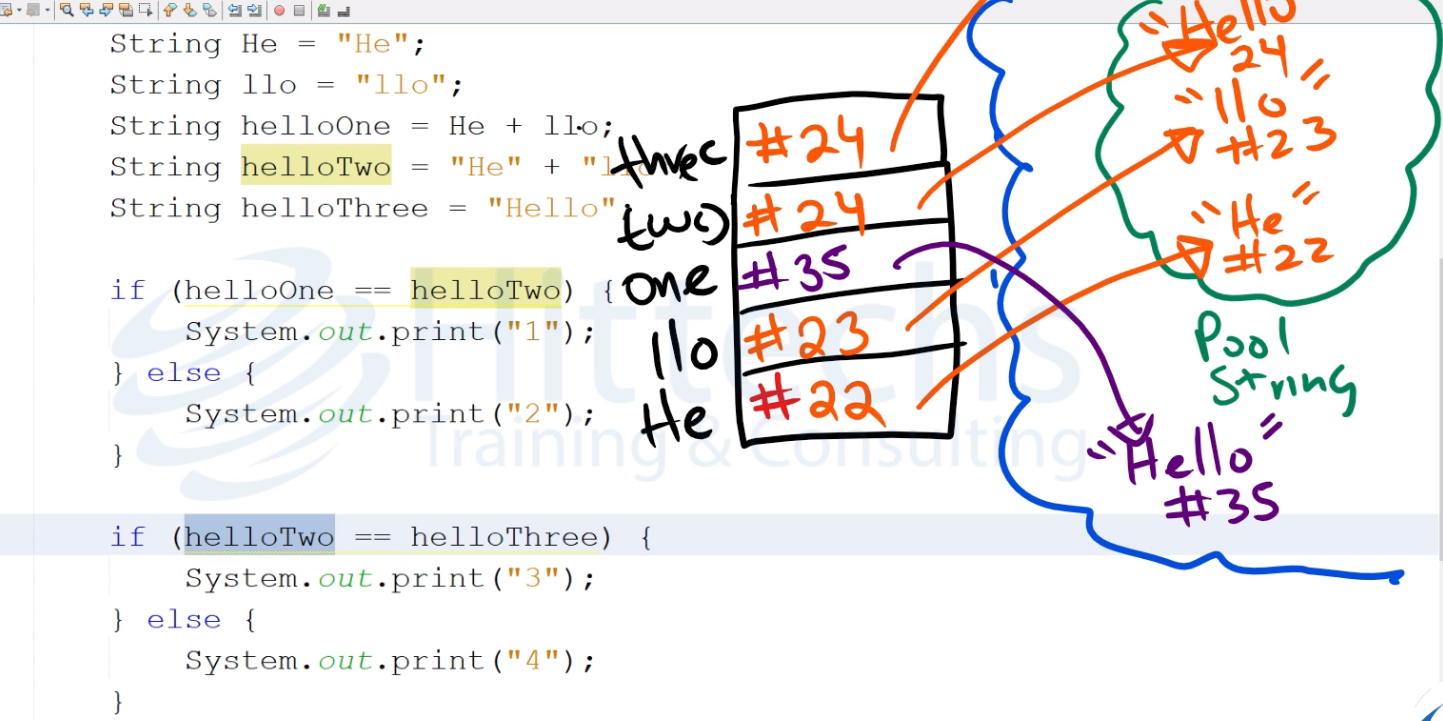 String He = "He";
String llo = "llo";
String helloOne = He + llo;
String helloTwo = "He" + "l
String helloThree = "Hello"
if (helloOne == helloTwo) {
System.out.print("1");
} else {
System.out.print("2");
}
if (helloTwo == helloThree) {
System.out.print("3");
} else {
System.out.print("4");
}
three #24
two #24
one #35
llo #23
He #22
"Hello
24
"llo"
#23
"He"
#22
Pool
String
"Hello"
#35
Hittechs
Training & Consulting